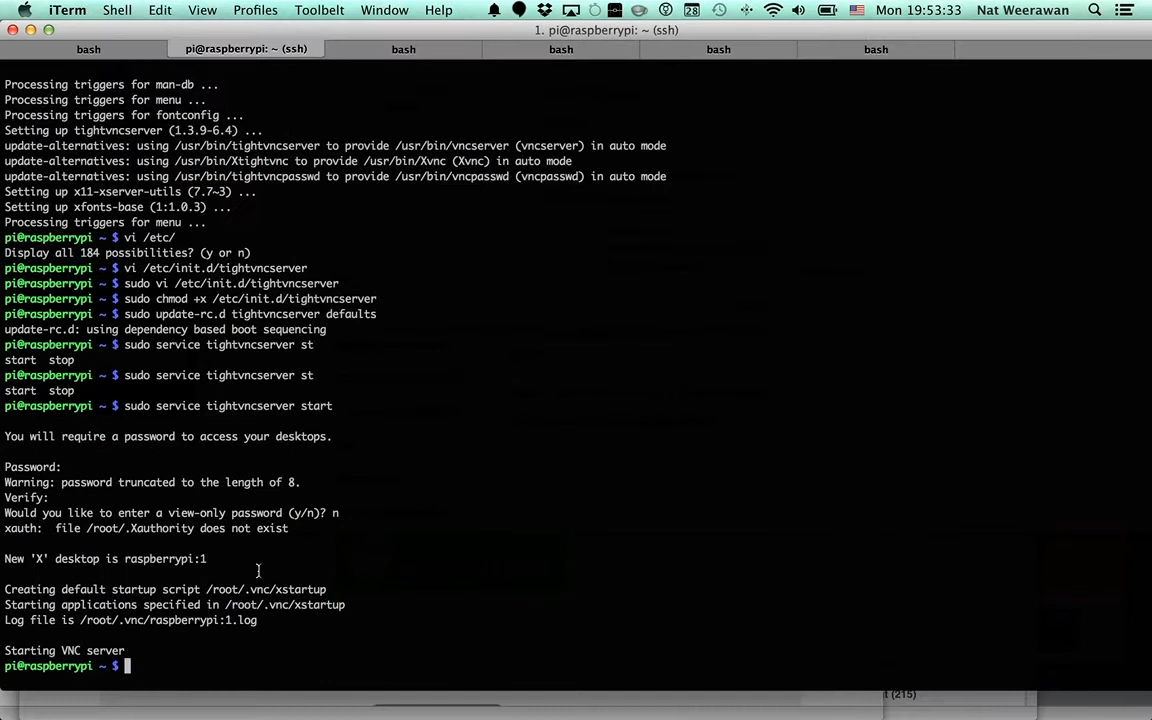 iTerm Shell Edit View Profiles Toolbelt Window Help 28 Mon 19:53:33 Nat Weerawan
1. pi@raspberrypi: ~ (ssh)
bash pi@raspberrypi: ~ (ssh) bash bash bash bash
Processing triggers for man-db ...
Processing triggers for menu ...
Processing triggers for fontconfig ...
Setting up tightvncserver (1.3.9-6.4) ...
update-alternatives: using /usr/bin/tightvncserver to provide /usr/bin/vncserver (vncserver) in auto mode
update-alternatives: using /usr/bin/Xtightvnc to provide /usr/bin/Xvnc (Xvnc) in auto mode
update-alternatives: using /usr/bin/tightvncpasswd to provide /usr/bin/vncpasswd (vncpasswd) in auto mode
Setting up x11-xserver-utils (7.7~3) ...
Setting up xfonts-base (1:1.0.3) ...
Processing triggers for menu ...
pi@raspberrypi ~ $ vi /etc/
Display all 184 possibilities? (y or n)
pi@raspberrypi ~ $ vi /etc/init.d/tightvncserver
pi@raspberrypi ~ $ sudo vi /etc/init.d/tightvncserver
pi@raspberrypi ~ $ sudo chmod +x /etc/init.d/tightvncserver
pi@raspberrypi ~ $ sudo update-rc.d tightvncserver defaults
update-rc.d: using dependency based boot sequencing
pi@raspberrypi ~ $ sudo service tightvncserver st
start stop
pi@raspberrypi ~ $ sudo service tightvncserver st
start stop
pi@raspberrypi ~ $ sudo service tightvncserver start
You will require a password to access your desktops.
Password:
Warning: password truncated to the length of 8.
Verify:
Would you like to enter a view-only password (y/n)? n
xauth: file /root/.Xauthority does not exist
New 'X' desktop is raspberrypi:1
Creating default startup script /root/.vnc/xstartup
Starting applications specified in /root/.vnc/xstartup
Log file is /root/.vnc/raspberrypi:1.log
Starting VNC server
pi@raspberrypi ~ $
t (215)